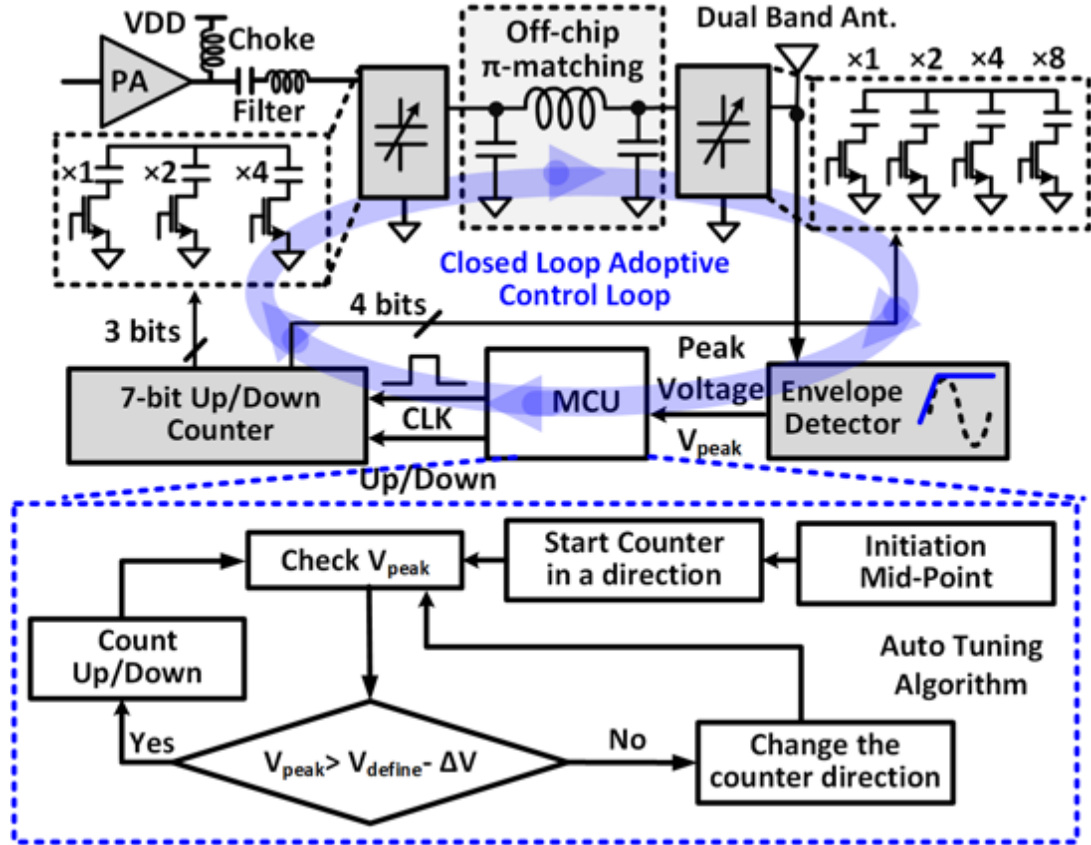 VDD
Choke
PA
Filter
Off-chip
π-matching
Dual Band Ant.
×1 ×2 ×4 ×8
×1 ×2 ×4
Closed Loop Adoptive
Control Loop
3 bits
4 bits
7-bit Up/Down
Counter
CLK
Up/Down
MCU
Peak
Voltage
Vpeak
Envelope
Detector
Check Vpeak
Start Counter
in a direction
Initiation
Mid-Point
Count
Up/Down
Auto Tuning
Algorithm
Yes
Vpeak> Vdefine- ΔV
No
Change the
counter direction